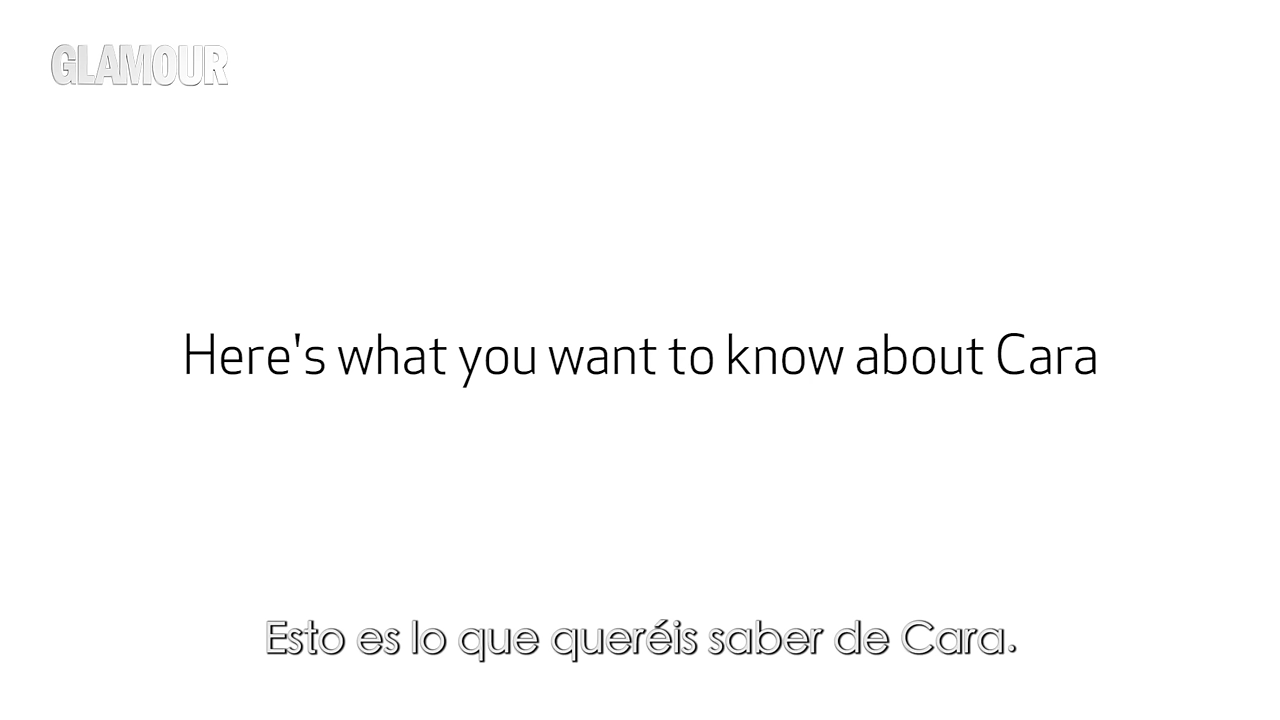 GLAMOUR
Here's what you want to know about Cara
Esto es lo que queréis saber de Cara.